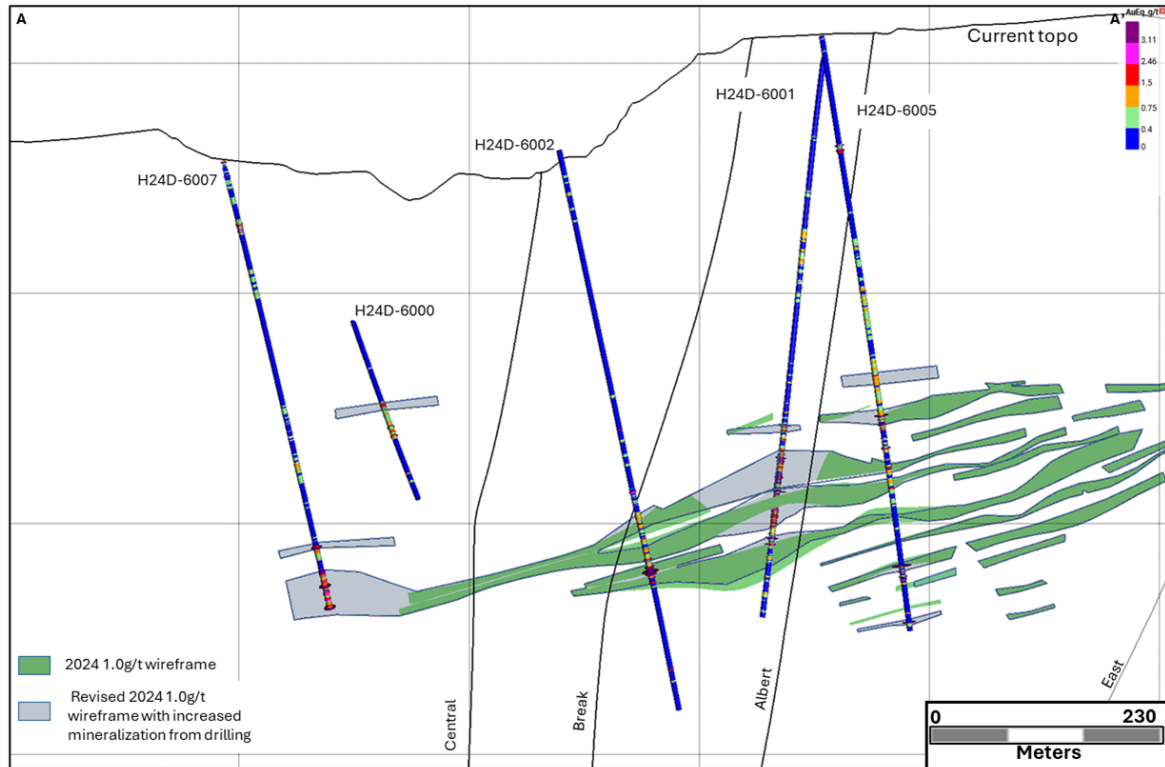 A
A'
AuEq_g/t
3.11
2.46
1.5
0.75
0.4
0
Current topo
H24D-6001
H24D-6005
H24D-6002
H24D-6007
H24D-6000
2024 1.0g/t wireframe
Revised 2024 1.0g/t
wireframe with increased
mineralization from drilling
Central
Break
Albert
East
0
230
Meters